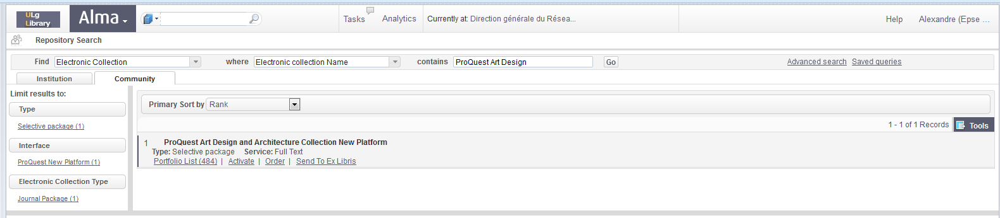 ULg Library
Alma
Tasks
Analytics
Currently at: Direction générale du Résea...
Help
Alexandre (Epse ...
Repository Search
Find Electronic Collection where Electronic collection Name contains ProQuest Art Design Go Advanced search Saved queries
Institution Community
Limit results to:
Type
Selective package (1)
Interface
ProQuest New Platform (1)
Electronic Collection Type
Journal Package (1)
Primary Sort by Rank
1 - 1 of 1 Records Tools
1 ProQuest Art Design and Architecture Collection New Platform
Type: Selective package Service: Full Text
Portfolio List (484) | Activate | Order | Send To Ex Libris